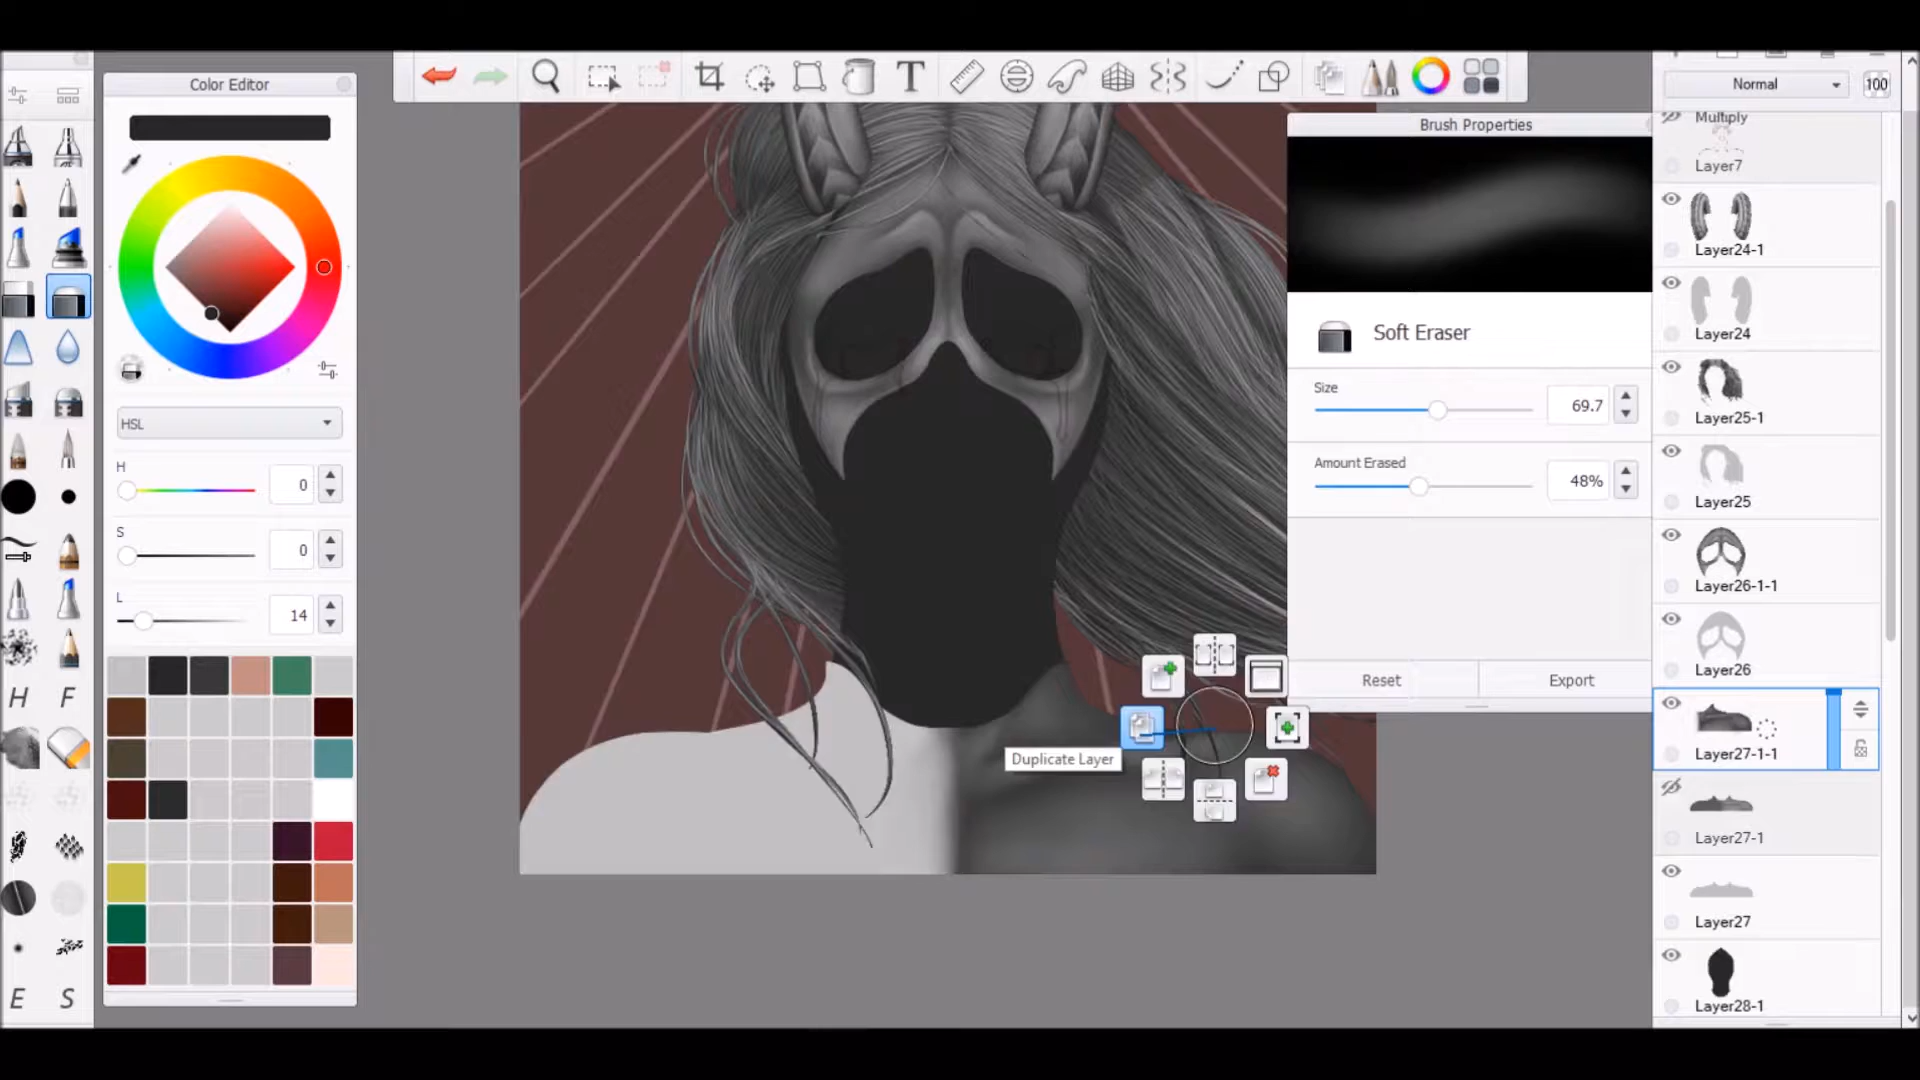 Color Editor
HSL
H 0
S 0
L 14
H F
E S
T
Brush Properties
Soft Eraser
Size
69.7
Amount Erased
48%
Reset Export
Duplicate Layer
Normal 100
Multiply
Layer7
Layer24-1
Layer24
Layer25-1
Layer25
Layer26-1-1
Layer26
Layer27-1-1
Layer27-1
Layer27
Layer28-1